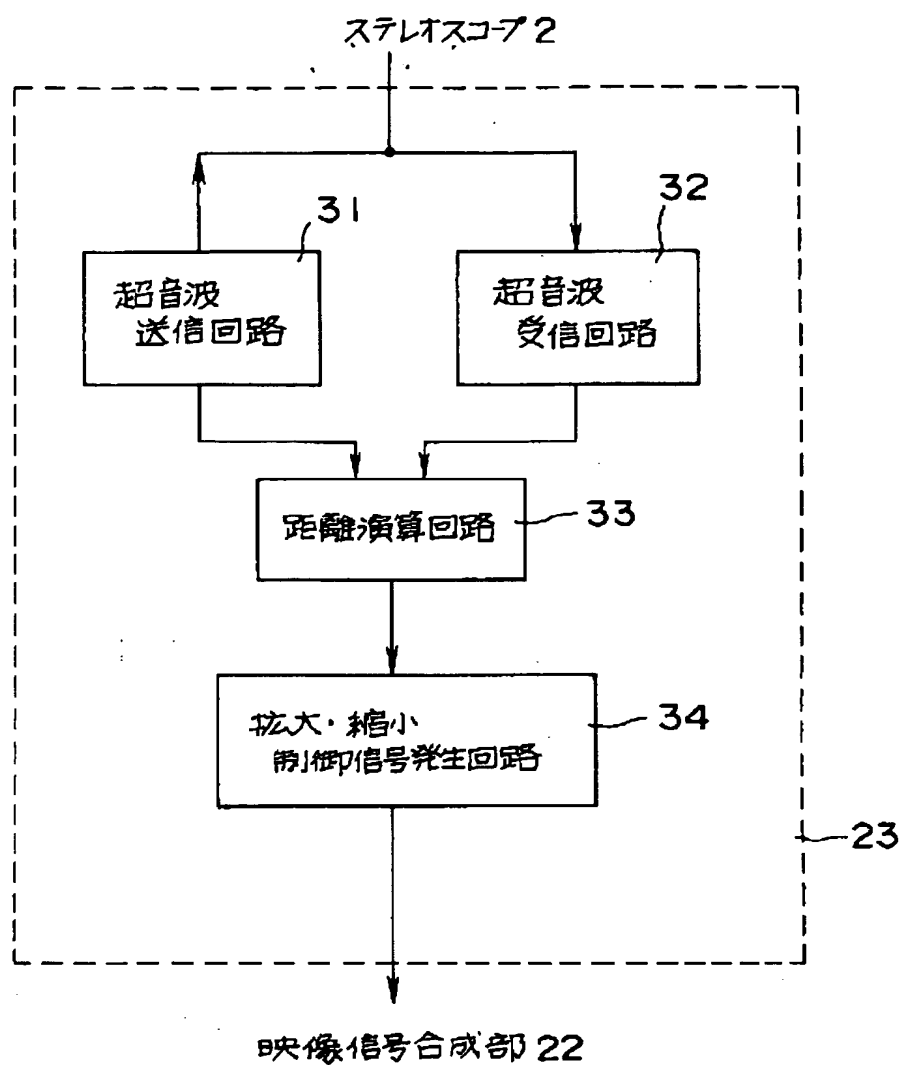 ステレオスコープ2
31
32
超音波
送信回路
超音波
受信回路
距離演算回路
33
拡大・縮小
制御信号発生回路
34
23
映像信号合成部22